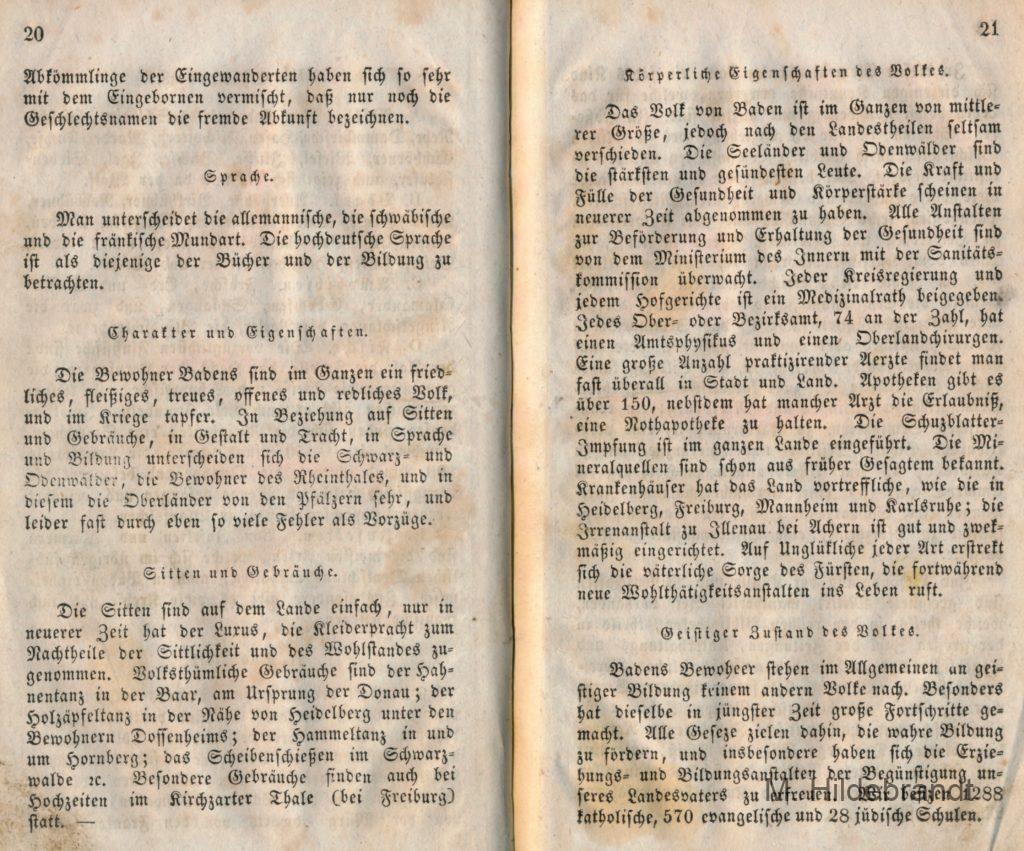 20
Abkömmlinge der Eingewanderten haben sich so sehr
mit dem Eingebornen vermischt, daß nur noch die
Geschlechtsnamen die fremde Abkunft bezeichnen.
Sprache.
Man unterscheidet die allemannische, die schwäbische
und die fränkische Mundart. Die hochdeutsche Sprache
ist als diejenige der Bücher und der Bildung zu
betrachten.
Charakter und Eigenschaften.
Die Bewohner Badens sind im Ganzen ein fried-
liches, fleißiges, treues, offenes und redliches Volk,
und im Kriege tapfer. In Beziehung auf Sitten
und Gebräuche, in Gestalt und Tracht, in Sprache
und Bildung unterscheiden sich die Schwarz- und
Odenwälder, die Bewohner des Rheinthales, und in
diesem die Oberländer von den Pfälzern sehr, und
leider fast durch eben so viele Fehler als Vorzüge.
Sitten und Gebräuche.
Die Sitten sind auf dem Lande einfach, nur in
neuerer Zeit hat der Luxus, die Kleiderpracht zum
Nachtheile der Sittlichkeit und des Wohlstandes zu-
genommen. Volksthümliche Gebräuche sind der Hah-
nentanz in der Baar, am Ursprung der Donau; der
Holzäpfeltanz in der Nähe von Heidelberg unter den
Bewohnern Dossenheims; der Hammeltanz in und
um Hornberg; das Scheibenschießen im Schwarz-
walde ꝛc. Besondere Gebräuche finden auch bei
Hochzeiten im Kirchzarter Thale (bei Freiburg)
statt. —
21
Körperliche Eigenschaften des Volkes.
Das Volk von Baden ist im Ganzen von mittle-
rer Größe, jedoch nach den Landestheilen seltsam
verschieden. Die Seeländer und Odenwälder sind
die stärksten und gesündesten Leute. Die Kraft und
Fülle der Gesundheit und Körperstärke scheinen in
neuerer Zeit abgenommen zu haben. Alle Anstalten
zur Beförderung und Erhaltung der Gesundheit sind
von dem Ministerium des Innern mit der Sanitäts-
kommission überwacht. Jeder Kreisregierung und
jedem Hofgerichte ist ein Medizinalrath beigegeben.
Jedes Ober- oder Bezirksamt, 74 an der Zahl, hat
einen Amtsphysikus und einen Oberlandchirurgen.
Eine große Anzahl praktizirender Aerzte findet man
fast überall in Stadt und Land. Apotheken gibt es
über 150, nebstdem hat mancher Arzt die Erlaubniß,
eine Nothapotheke zu halten. Die Schuzblatter-
Impfung ist im ganzen Lande eingeführt. Die Mi-
neralquellen sind schon aus früher Gesagtem bekannt.
Krankenhäuser hat das Land vortreffliche, wie die in
Heidelberg, Freiburg, Mannheim und Karlsruhe; die
Irrenanstalt zu Illenau bei Achern ist gut und zwek-
mäßig eingerichtet. Auf Unglükliche jeder Art erstrekt
sich die väterliche Sorge des Fürsten, die fortwährend
neue Wohlthätigkeitsanstalten ins Leben ruft.
Geistiger Zustand des Volkes.
Badens Bewoheer stehen im Allgemeinen an gei-
stiger Bildung keinem andern Volke nach. Besonders
hat dieselbe in jüngster Zeit große Fortschritte ge-
macht. Alle Geseze zielen dahin, die wahre Bildung
zu fördern, und insbesondere haben sich die Erzie-
hungs- und Bildungsanstalten der Begünstigung un-
seres Landesvaters zu erfreuen. Wir besizen 1288
katholische, 570 evangelische und 28 jüdische Schulen.
M. Hildebrandt